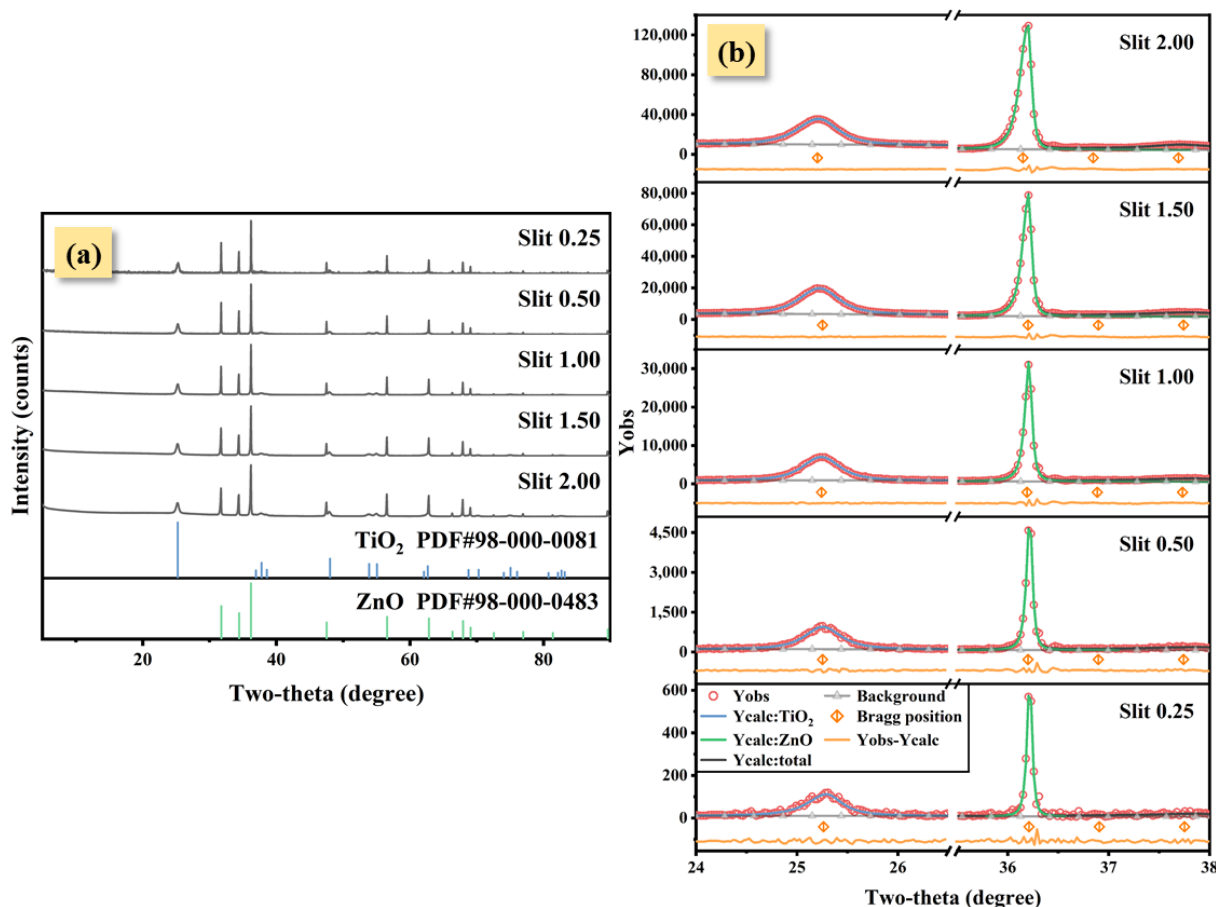 (a)
Slit 0.25
Slit 0.50
Slit 1.00
Slit 1.50
Slit 2.00
TiO₂ PDF#98-000-0081
ZnO PDF#98-000-0483
Intensity (counts)
20 40 60 80
Two-theta (degree)
(b)
Slit 2.00
120,000
80,000
40,000
0
Slit 1.50
80,000
60,000
40,000
20,000
0
Slit 1.00
30,000
20,000
10,000
0
Slit 0.50
4,500
3,000
1,500
0
Slit 0.25
600
400
200
0
Yobs
Yobs Background
Ycalc:TiO₂ Bragg position
Ycalc:ZnO Yobs-Ycalc
Ycalc:total
24 25 26 36 37 38
Two-theta (degree)